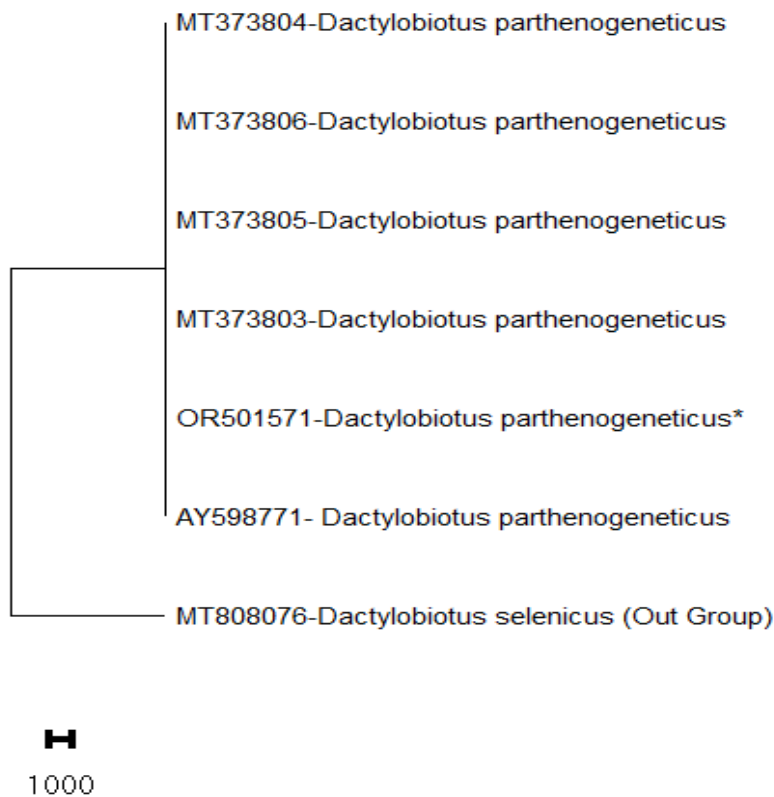 MT373804-Dactylobiotus parthenogeneticus
MT373806-Dactylobiotus parthenogeneticus
MT373805-Dactylobiotus parthenogeneticus
MT373803-Dactylobiotus parthenogeneticus
OR501571-Dactylobiotus parthenogeneticus*
AY598771- Dactylobiotus parthenogeneticus
MT808076-Dactylobiotus selenicus (Out Group)
1000